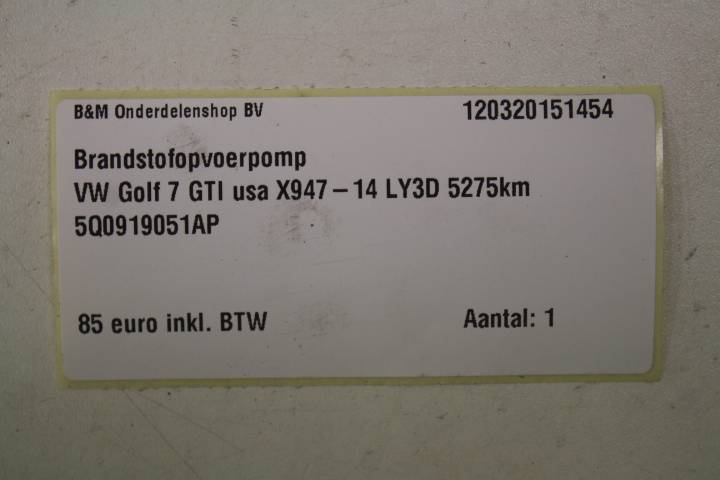 B&M Onderdelenshop BV 120320151454
Brandstofopvoerpomp
VW Golf 7 GTI usa X947 – 14 LY3D 5275km
5Q0919051AP
85 euro inkl. BTW Aantal: 1